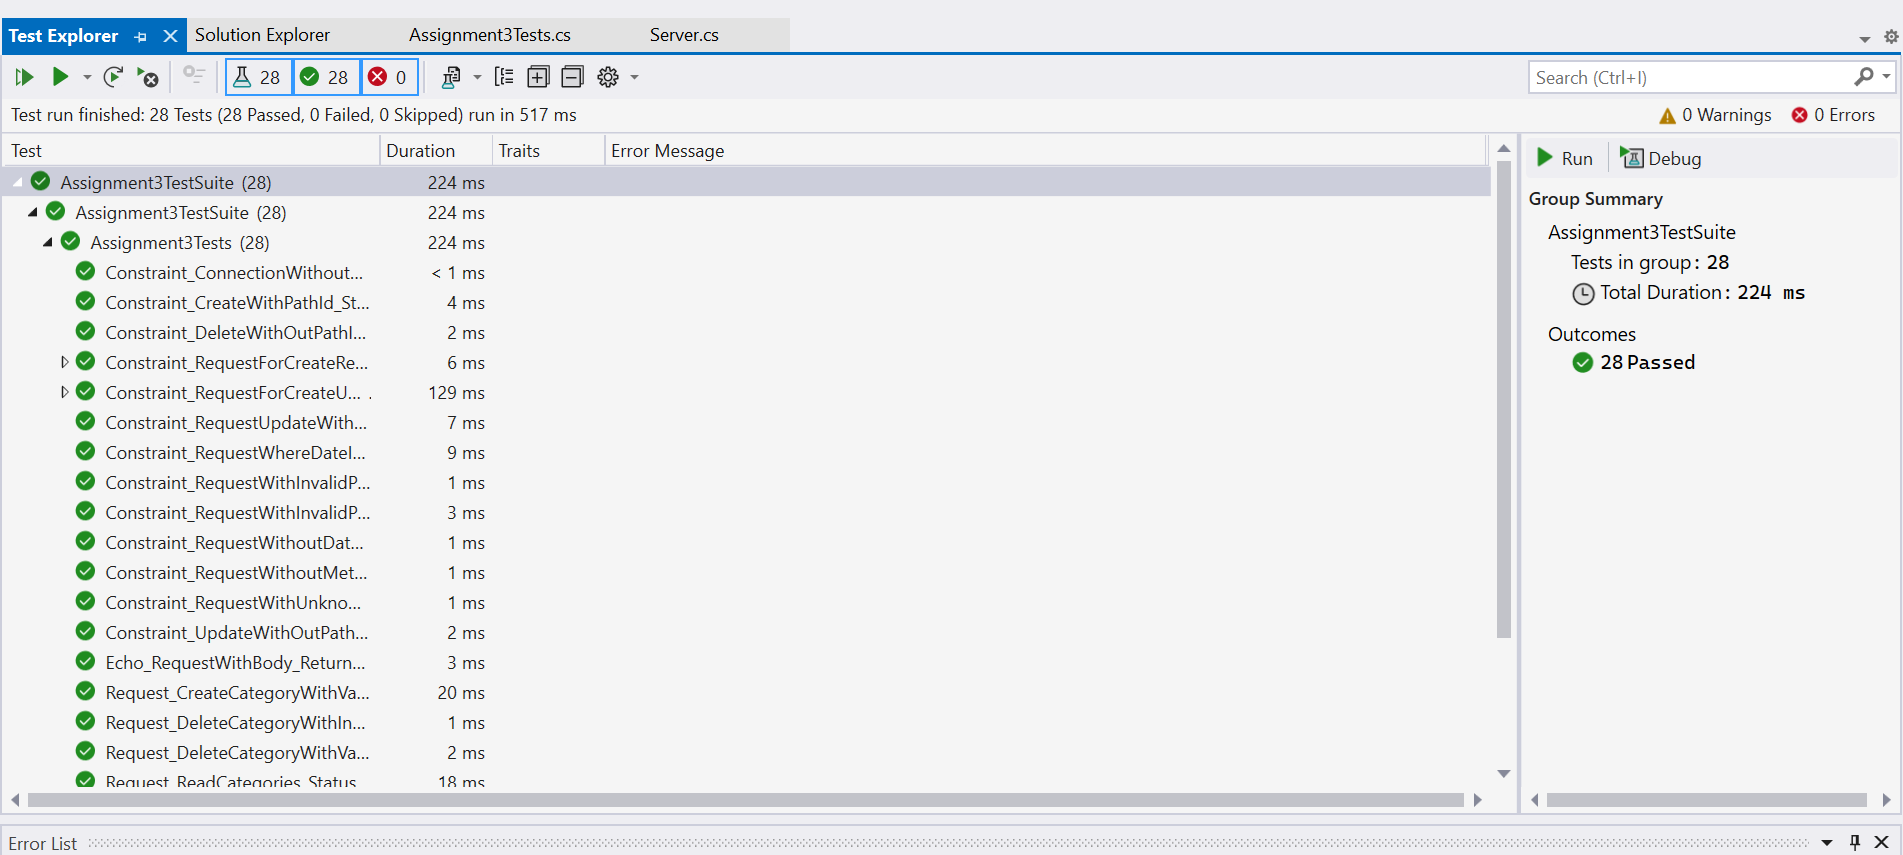 Test Explorer Solution Explorer Assignment3Tests.cs Server.cs
28 28 0 Search (Ctrl+I)
Test run finished: 28 Tests (28 Passed, 0 Failed, 0 Skipped) run in 517 ms 0 Warnings 0 Errors
Test Duration Traits Error Message
Assignment3TestSuite (28) 224 ms
Assignment3TestSuite (28) 224 ms
Assignment3Tests (28) 224 ms
Constraint_ConnectionWithout... < 1 ms
Constraint_CreateWithPathId_St... 4 ms
Constraint_DeleteWithOutPathI... 2 ms
Constraint_RequestForCreateRe... 6 ms
Constraint_RequestForCreateU... . 129 ms
Constraint_RequestUpdateWith... 7 ms
Constraint_RequestWhereDateI... 9 ms
Constraint_RequestWithInvalidP... 1 ms
Constraint_RequestWithInvalidP... 3 ms
Constraint_RequestWithoutDat... 1 ms
Constraint_RequestWithoutMet... 1 ms
Constraint_RequestWithUnkno... 1 ms
Constraint_UpdateWithOutPath... 2 ms
Echo_RequestWithBody_Return... 3 ms
Request_CreateCategoryWithVa... 20 ms
Request_DeleteCategoryWithIn... 1 ms
Request_DeleteCategoryWithVa... 2 ms
Request_ReadCategories_Status 18 ms
Run Debug
Group Summary
Assignment3TestSuite
Tests in group: 28
Total Duration: 224 ms
Outcomes
28 Passed
Error List